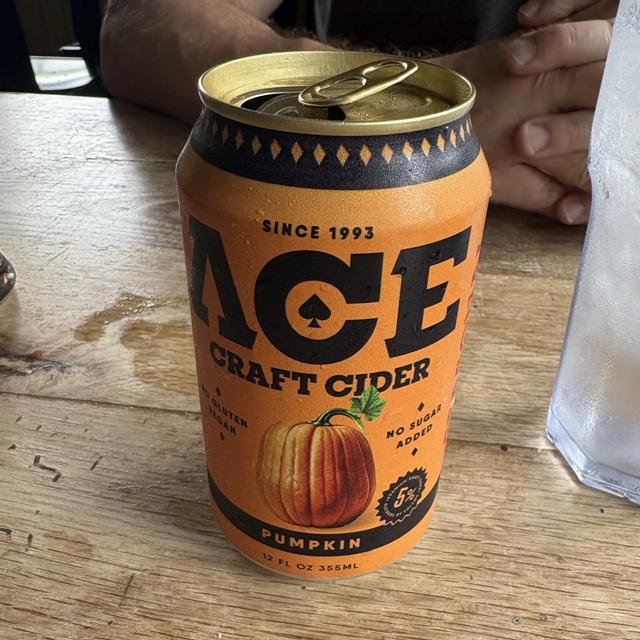 SINCE 1993
ACE
CRAFT CIDER
NO GLUTEN
VEGAN
NO SUGAR
ADDED
5%
PUMPKIN
12 FL OZ 355ML